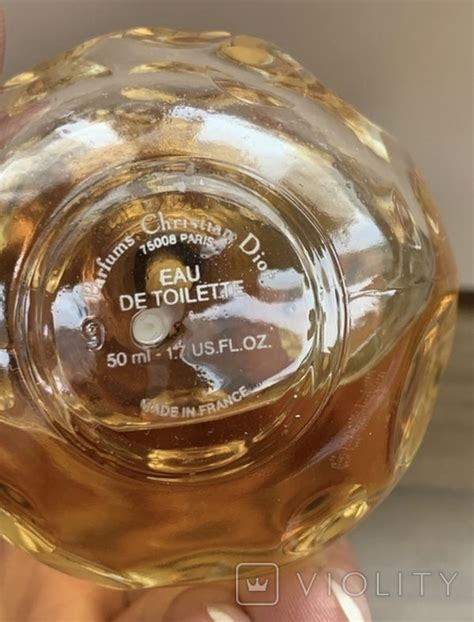 Parfums Christian Dior
75008 PARIS
EAU
DE TOILETTE
50 ml - 1.7 US.FL.OZ.
MADE IN FRANCE
VIOLITY